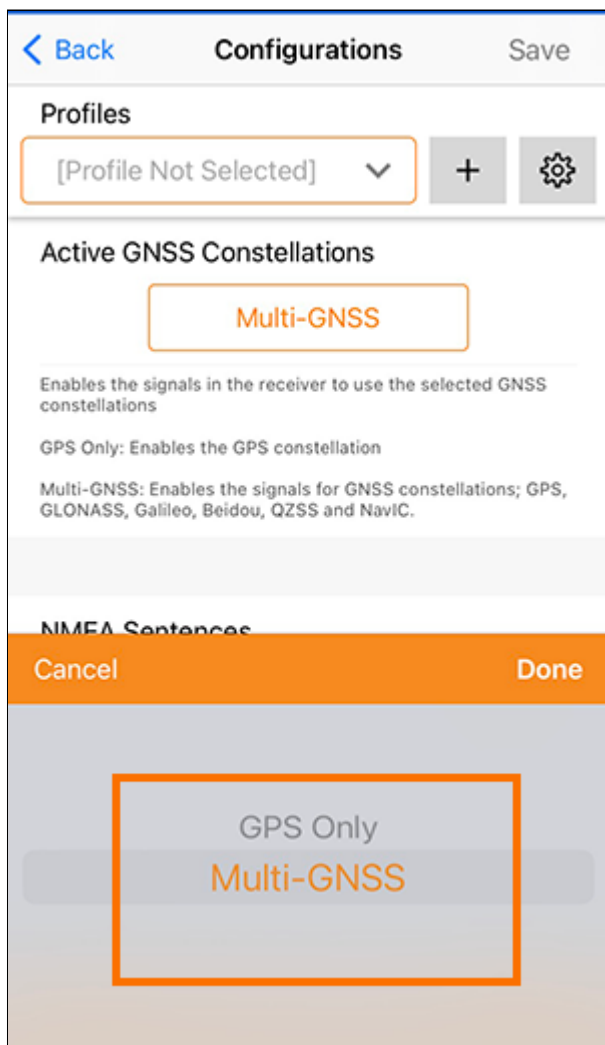 Back Configurations Save
Profiles
[Profile Not Selected] +
Active GNSS Constellations
Multi-GNSS
Enables the signals in the receiver to use the selected GNSS
constellations
GPS Only: Enables the GPS constellation
Multi-GNSS: Enables the signals for GNSS constellations; GPS,
GLONASS, Galileo, Beidou, QZSS and NavIC.
NMEA Sentences
Cancel Done
GPS Only
Multi-GNSS